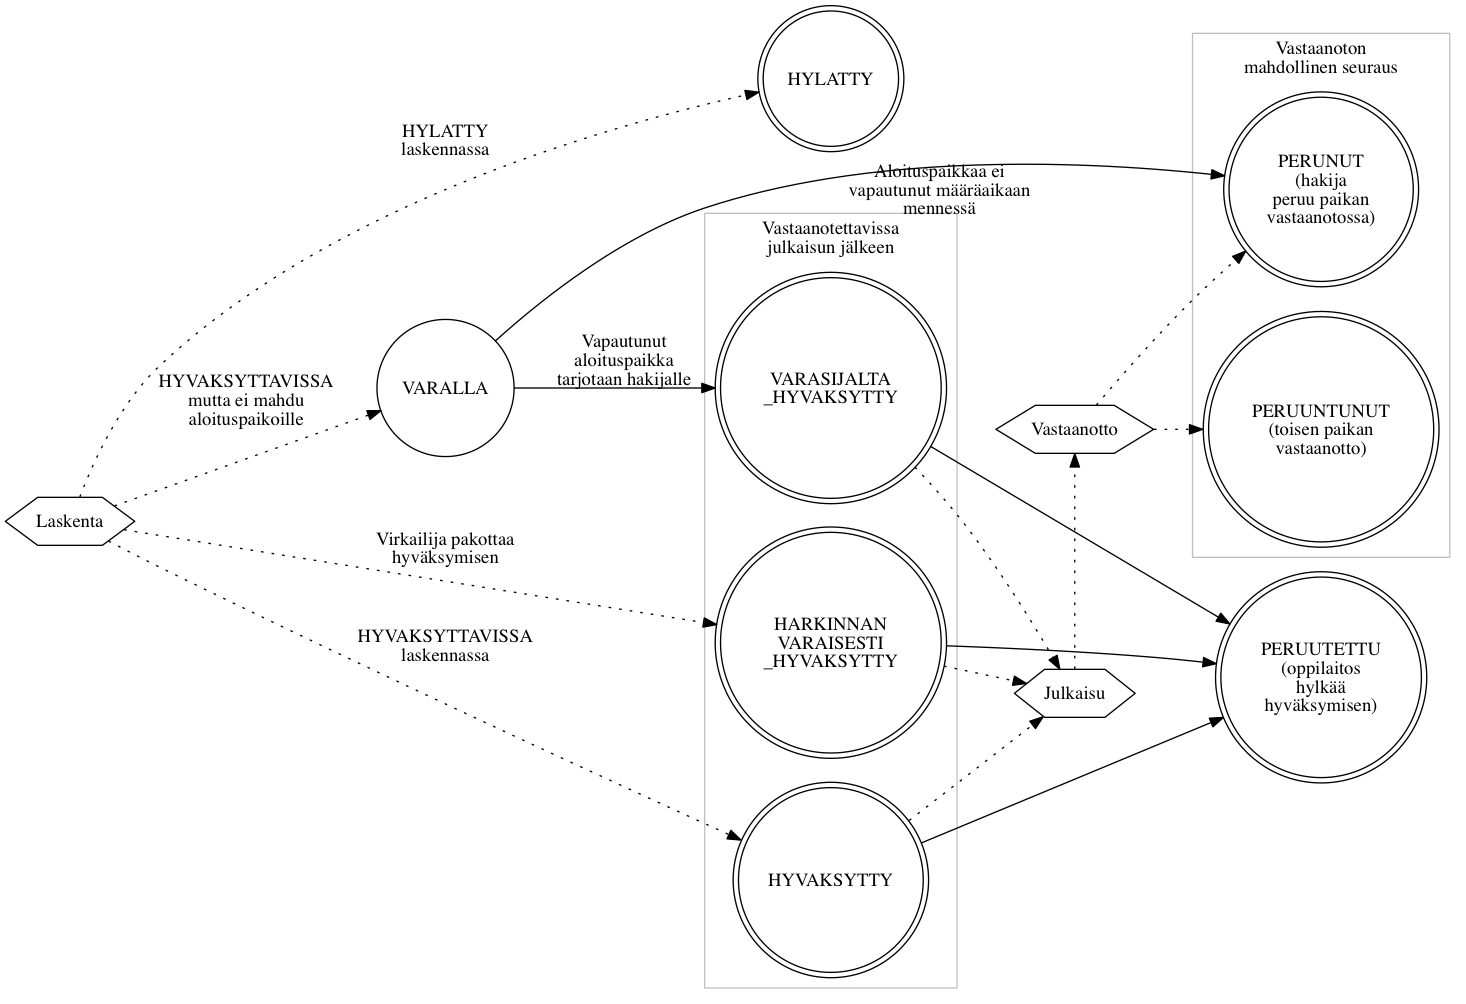 HYLATTY
Vastaanoton
mahdollinen seuraus
HYLATTY
laskennassa
PERUNUT
(hakija
peruu paikan
vastaanotossa)
Aloituspaikkaa ei
vapautunut määräaikaan
mennessä
Vastaanotettavissa
julkaisun jälkeen
HYVAKSYTTAVISSA
mutta ei mahdu
aloituspaikoille
VARALLA
Vapautunut
aloituspaikka
tarjotaan hakijalle
VARASIJALTA
_HYVAKSYTTY
Vastaanotto
PERUUNTUNUT
(toisen paikan
vastaanotto)
Laskenta
Virkailija pakottaa
hyväksymisen
HARKINNAN
VARAISESTI
_HYVAKSYTTY
HYVAKSYTTAVISSA
laskennassa
Julkaisu
PERUUTETTU
(oppilaitos
hylkää
hyväksymisen)
HYVAKSYTTY